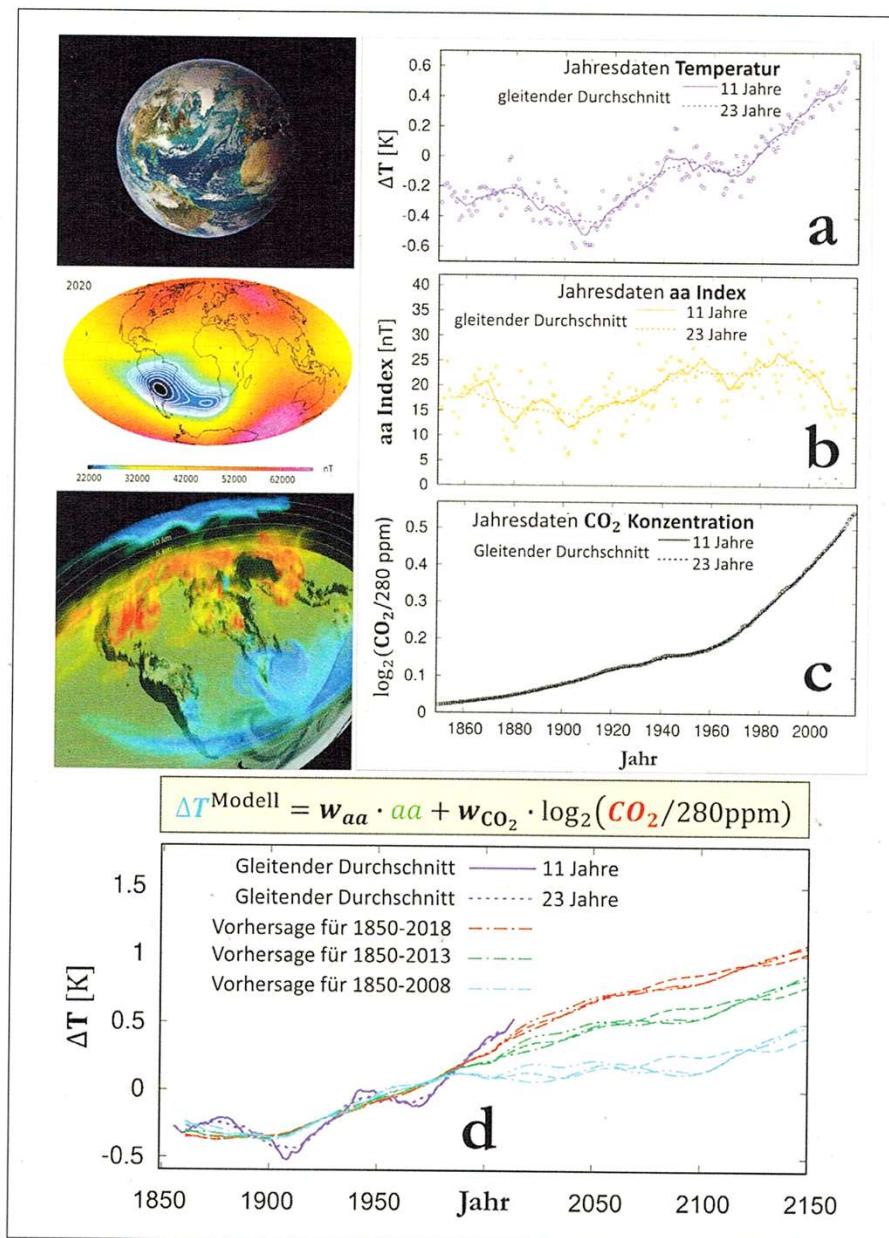 Jahresdaten Temperatur
gleitender Durchschnitt
11 Jahre
23 Jahre
ΔT [K]
0.6
0.4
0.2
0
-0.2
-0.4
-0.6
a
2020
22000 32000 42000 52000 62000 nT
Jahresdaten aa Index
gleitender Durchschnitt
11 Jahre
23 Jahre
aa Index [nT]
40
35
30
25
20
15
10
5
0
b
10 km
Jahresdaten CO₂ Konzentration
Gleitender Durchschnitt
11 Jahre
23 Jahre
log₂(CO₂/280 ppm)
0.5
0.4
0.3
0.2
0.1
0
c
1860 1880 1900 1920 1940 1960 1980 2000
Jahr
ΔT^Modell = w_aa · aa + w_CO₂ · log₂(CO₂/280ppm)
Gleitender Durchschnitt 11 Jahre
Gleitender Durchschnitt 23 Jahre
Vorhersage für 1850-2018
Vorhersage für 1850-2013
Vorhersage für 1850-2008
ΔT [K]
1.5
1
0.5
0
-0.5
d
1850 1900 1950 Jahr 2050 2100 2150